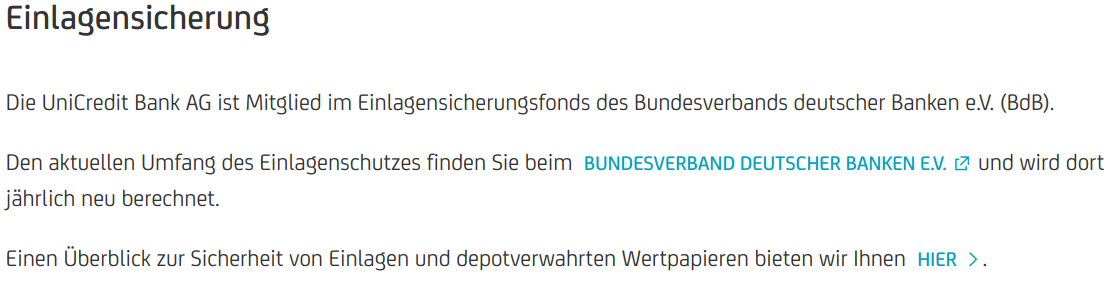 Einlagensicherung
Die UniCredit Bank AG ist Mitglied im Einlagensicherungsfonds des Bundesverbands deutscher Banken e.V. (BdB).
Den aktuellen Umfang des Einlagenschutzes finden Sie beim BUNDESVERBAND DEUTSCHER BANKEN E.V. und wird dort
jährlich neu berechnet.
Einen Überblick zur Sicherheit von Einlagen und depotverwahrten Wertpapieren bieten wir Ihnen HIER >.